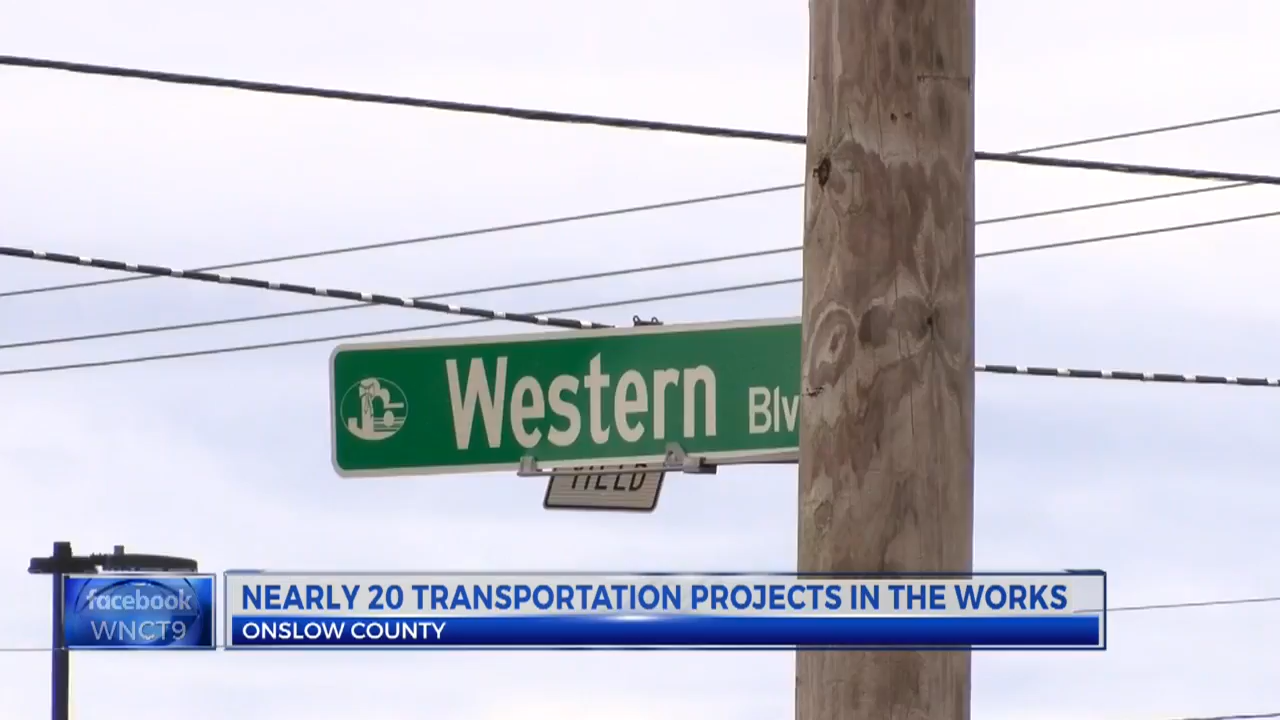 Western Blv
facebook
WNCT9
NEARLY 20 TRANSPORTATION PROJECTS IN THE WORKS
ONSLOW COUNTY